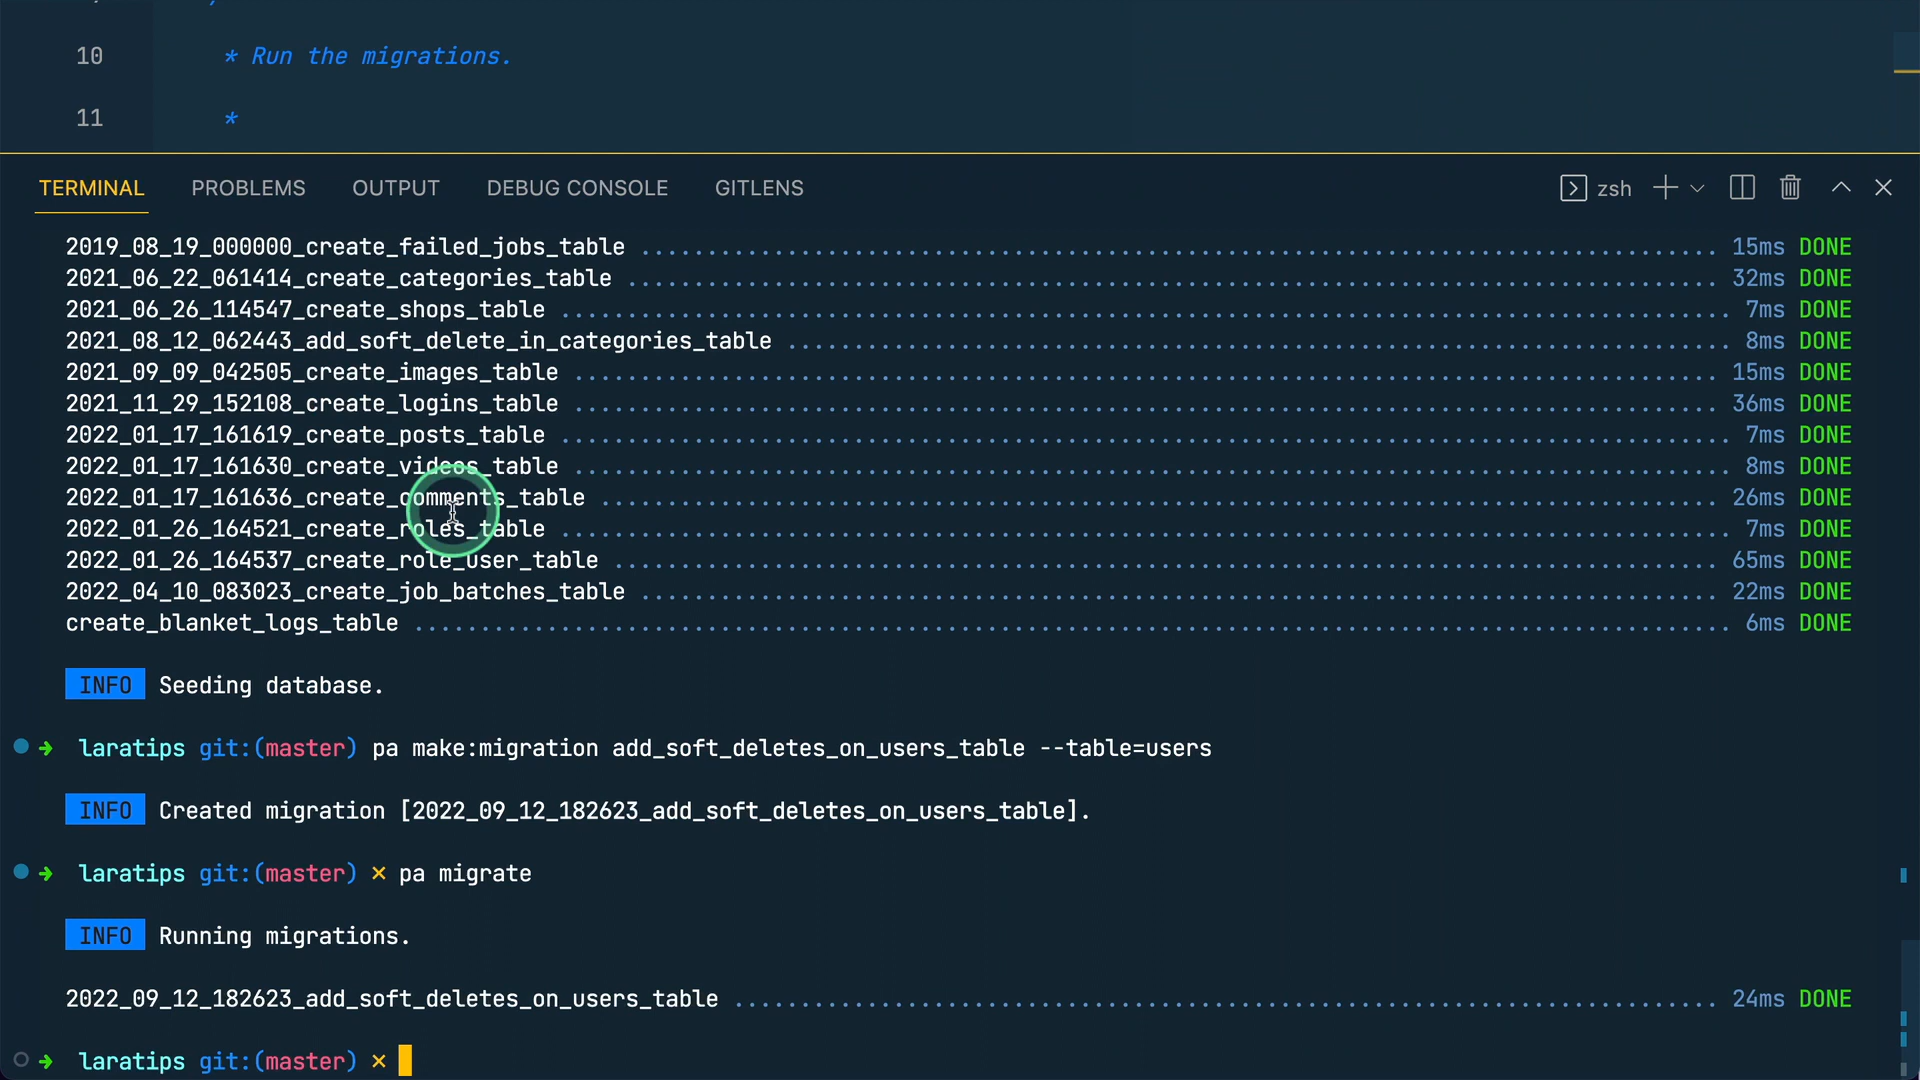 10 * Run the migrations.
11 *
TERMINAL PROBLEMS OUTPUT DEBUG CONSOLE GITLENS zsh
2019_08_19_000000_create_failed_jobs_table ........ 15ms DONE
2021_06_22_061414_create_categories_table ........ 32ms DONE
2021_06_26_114547_create_shops_table ........ 7ms DONE
2021_08_12_062443_add_soft_delete_in_categories_table ........ 8ms DONE
2021_09_09_042505_create_images_table ........ 15ms DONE
2021_11_29_152108_create_logins_table ........ 36ms DONE
2022_01_17_161619_create_posts_table ........ 7ms DONE
2022_01_17_161630_create_videos_table ........ 8ms DONE
2022_01_17_161636_create_comments_table ........ 26ms DONE
2022_01_26_164521_create_roles_table ........ 7ms DONE
2022_01_26_164537_create_role_user_table ........ 65ms DONE
2022_04_10_083023_create_job_batches_table ........ 22ms DONE
create_blanket_logs_table ........ 6ms DONE
INFO Seeding database.
➜ laratips git:(master) pa make:migration add_soft_deletes_on_users_table --table=users
INFO Created migration [2022_09_12_182623_add_soft_deletes_on_users_table].
➜ laratips git:(master) ✗ pa migrate
INFO Running migrations.
2022_09_12_182623_add_soft_deletes_on_users_table ........ 24ms DONE
➜ laratips git:(master) ✗